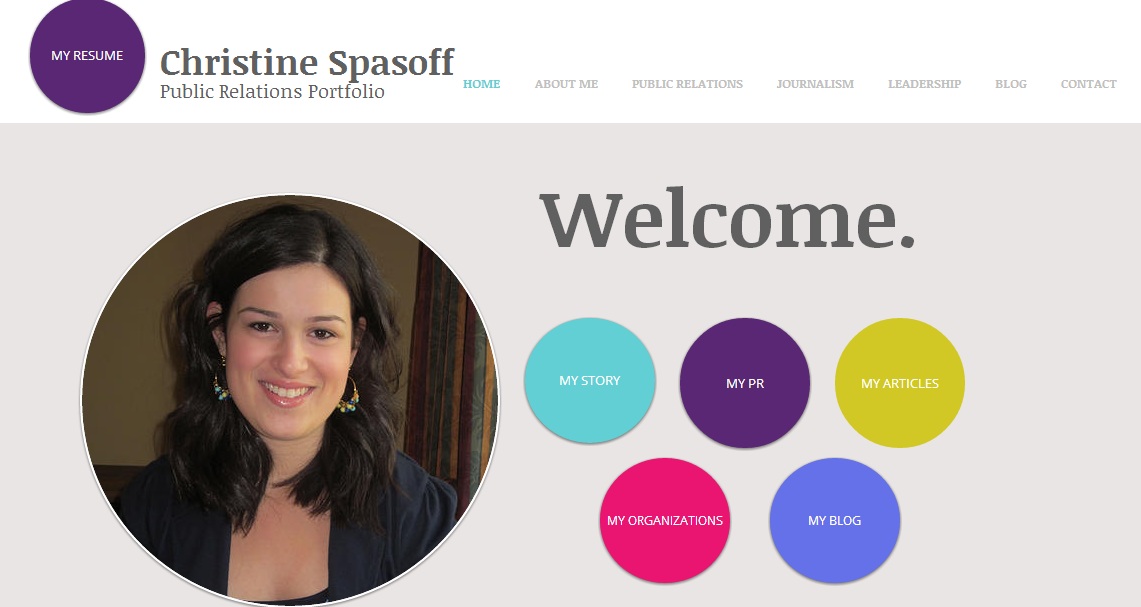 MY RESUME
Christine Spasoff
Public Relations Portfolio
HOME ABOUT ME PUBLIC RELATIONS JOURNALISM LEADERSHIP BLOG CONTACT
Welcome.
MY STORY MY PR MY ARTICLES
MY ORGANIZATIONS MY BLOG